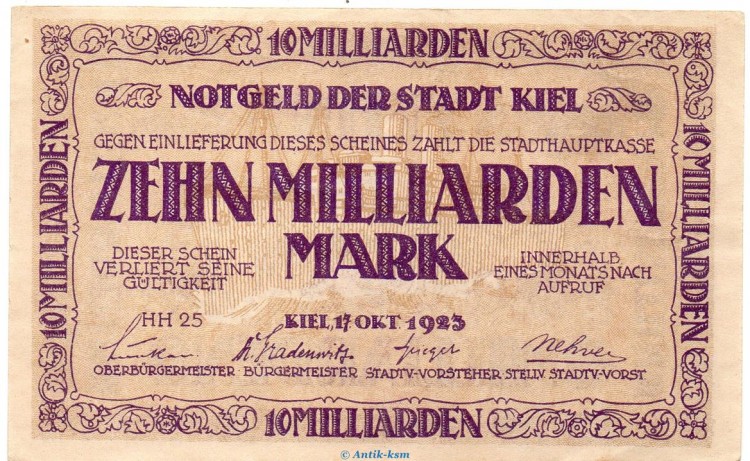 10 MILLIARDEN
NOTGELD DER STADT KIEL
GEGEN EINLIEFERUNG DIESES SCHEINES ZAHLT DIE STADTHAUPTKASSE
ZEHN MILLIARDEN
MARK
DIESER SCHEIN
VERLIERT SEINE
GÜLTIGKEIT
INNERHALB
EINES MONATS NACH
AUFRUF
HH 25
KIEL, 17 OKT 1923
OBERBÜRGERMEISTER BÜRGERMEISTER STADTV-VORSTEHER STELLV. STADTV-VORST
10 MILLIARDEN
10 MILLIARDEN
10 MILLIARDEN
© Antik-ksm